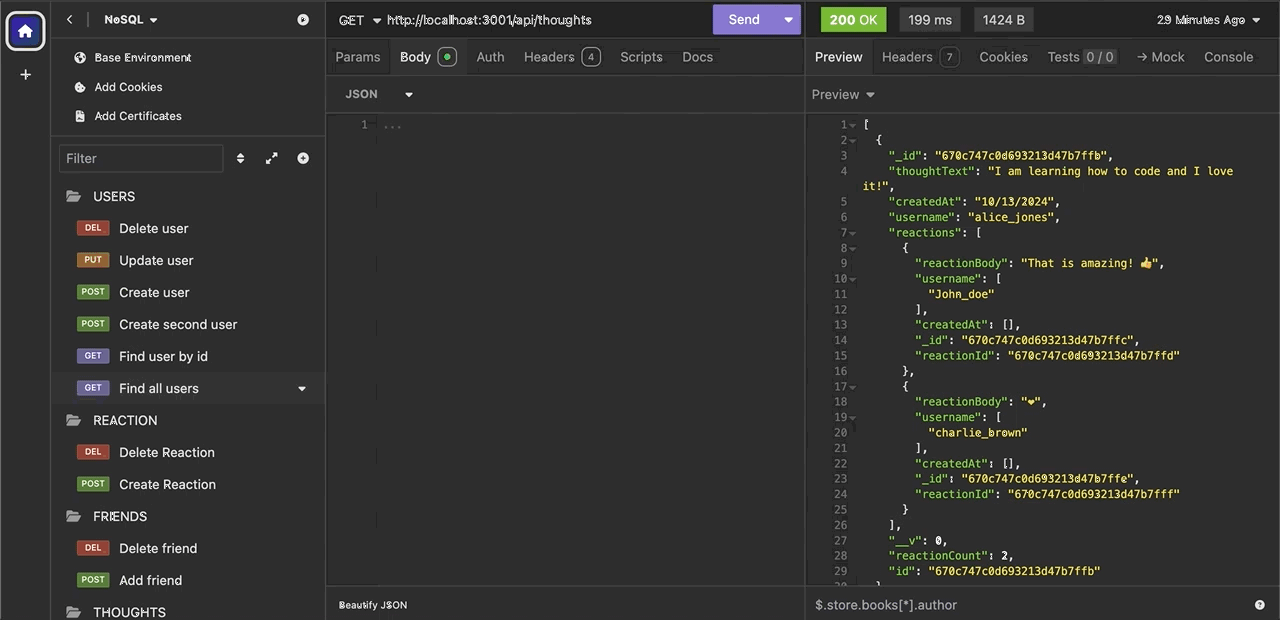 NoSQL
Base Environment
Add Cookies
Add Certificates
Filter
USERS
DEL Delete user
PUT Update user
POST Create user
POST Create second user
GET Find user by id
GET Find all users
REACTION
DEL Delete Reaction
POST Create Reaction
FRIENDS
DEL Delete friend
POST Add friend
THOUGHTS
GET http://localhost:3001/api/thoughts Send
Params Body Auth Headers 4 Scripts Docs
JSON
1 ...
Beautify JSON
200 OK 199 ms 1424 B 29 Minutes Ago
Preview Headers 7 Cookies Tests 0 / 0 → Mock Console
Preview
1 [
2 {
3 "_id": "670c747c0d693213d47b7ffb",
4 "thoughtText": "I am learning how to code and I love
it!",
5 "createdAt": "10/13/2024",
6 "username": "alice_jones",
7 "reactions": [
8 {
9 "reactionBody": "That is amazing! 👍",
10 "username": [
11 "John_doe"
12 ],
13 "createdAt": [],
14 "_id": "670c747c0d693213d47b7ffc",
15 "reactionId": "670c747c0d693213d47b7ffd"
16 },
17 {
18 "reactionBody": "❤",
19 "username": [
20 "charlie_brown"
21 ],
22 "createdAt": [],
23 "_id": "670c747c0d693213d47b7ffe",
24 "reactionId": "670c747c0d693213d47b7fff"
25 }
26 ],
27 "__v": 0,
28 "reactionCount": 2,
29 "id": "670c747c0d693213d47b7ffb"
$.store.books[*].author